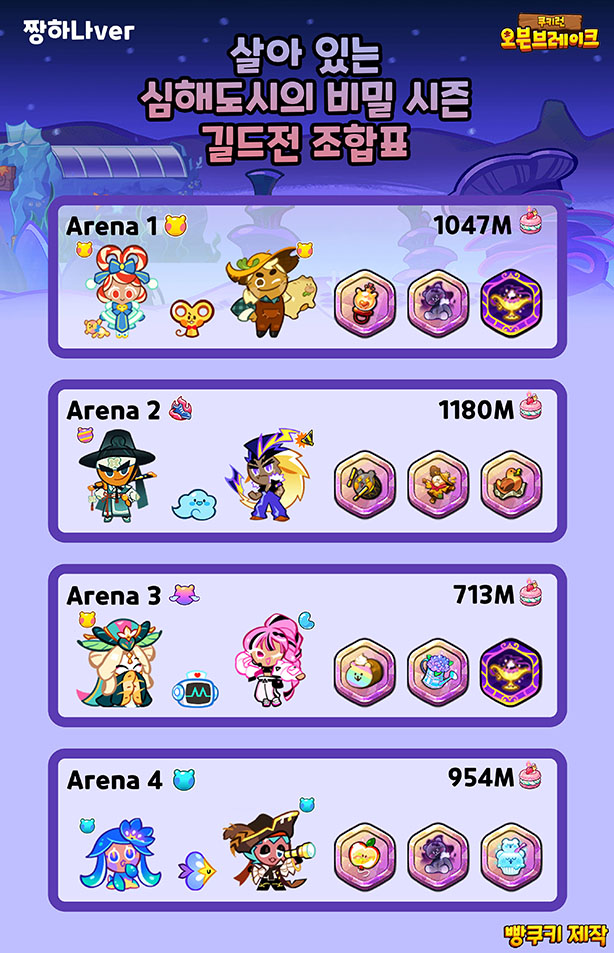 짱하나ver
쿠키런
오븐브레이크
살아 있는
심해도시의 비밀 시즌
길드전 조합표
Arena 1
1047M
Arena 2
1180M
Arena 3
713M
Arena 4
954M
빵쿠키 제작